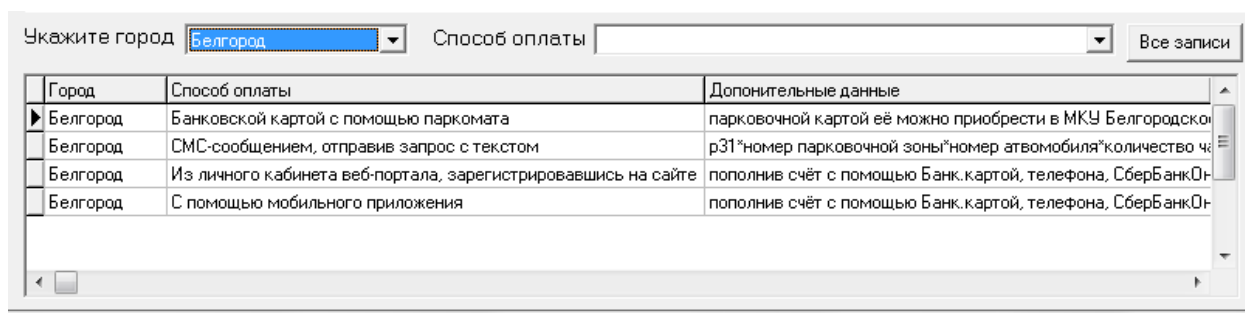 Укажите город Белгород Способ оплаты Все записи
Город Способ оплаты Допонительные данные
Белгород Банковской картой с помощью паркомата парковочной картой её можно приобрести в МКУ Белгородско
Белгород СМС-сообщением, отправив запрос с текстом р31*номер парковочной зоны*номер атвомобиля*количество ча
Белгород Из личного кабинета веб-портала, зарегистрировавшись на сайте пополнив счёт с помощью Банк.картой, телефона, СберБанкОн
Белгород С помощью мобильного приложения пополнив счёт с помощью Банк.картой, телефона, СберБанкОн